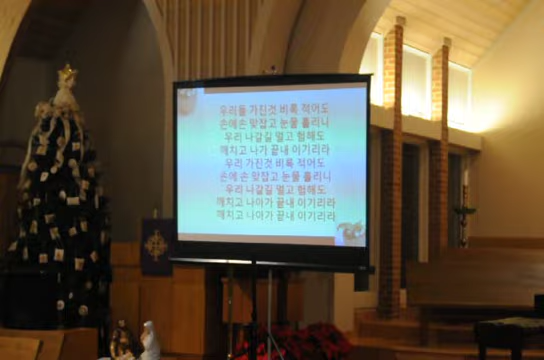 우리들 가진것 비록 적어도
손에손 맞잡고 눈물 흘리니
우리 나갈길 멀고 험해도
깨치고 나가 끝내 이기리라
우리 가진것 비록 적어도
손에손 맞잡고 눈물 흘리니
우리 나갈길 멀고 험해도
깨치고 나아가 끝내 이기리라
깨치고 나아가 끝내 이기리라